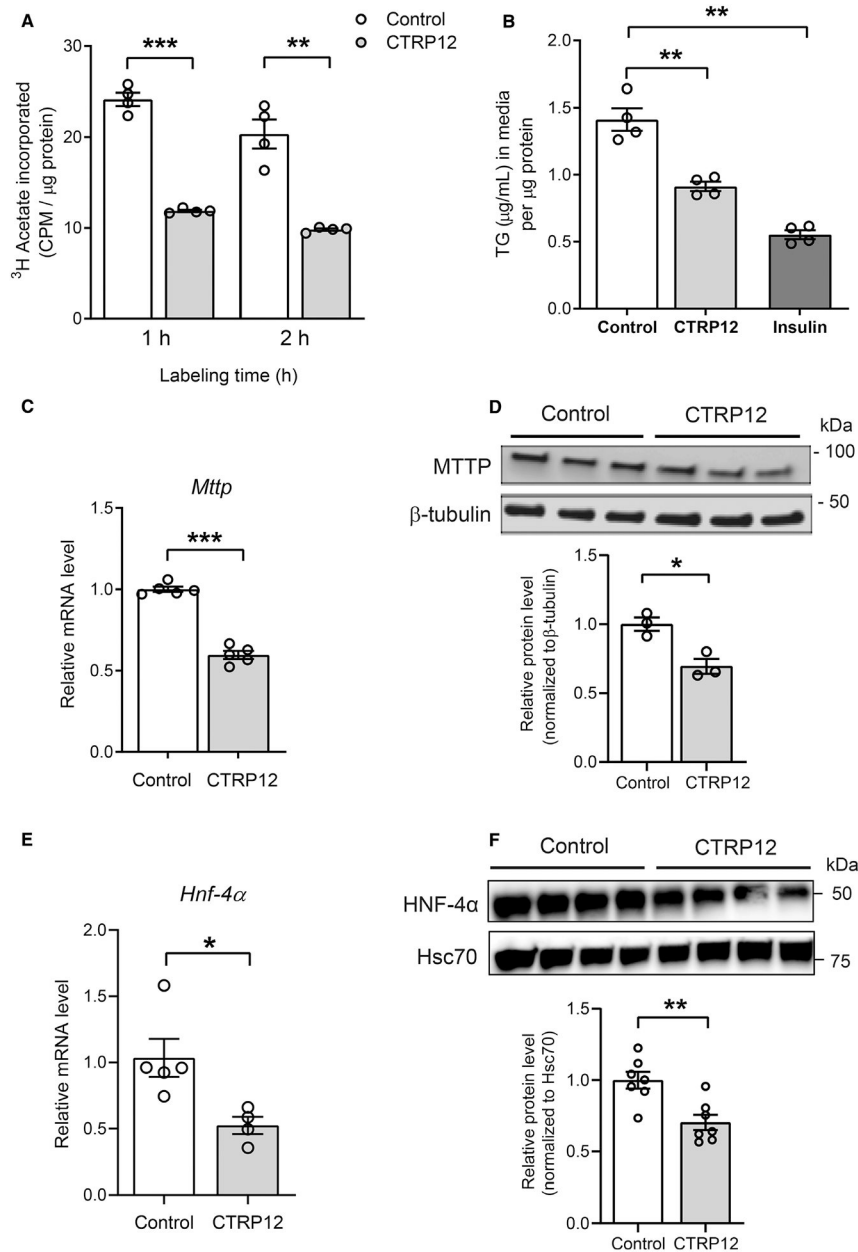 A
Control
CTRP12
***
**
30
20
10
0
³H Acetate incorporated
(CPM / μg protein)
1 h
2 h
Labeling time (h)
B
**
**
2.0
1.5
1.0
0.5
0.0
TG (μg/mL) in media
per μg protein
Control
CTRP12
Insulin
C
Mttp
***
1.5
1.0
0.5
0.0
Relative mRNA level
Control
CTRP12
D
Control
CTRP12
kDa
MTTP
- 100
β-tubulin
- 50
*
1.5
1.0
0.5
0.0
Relative protein level
(normalized toβ-tubulin)
Control
CTRP12
E
Hnf-4α
*
2.0
1.5
1.0
0.5
0.0
Relative mRNA level
Control
CTRP12
F
Control
CTRP12
kDa
HNF-4α
- 50
Hsc70
- 75
**
1.5
1.0
0.5
0.0
Relative protein level
(normalized to Hsc70)
Control
CTRP12